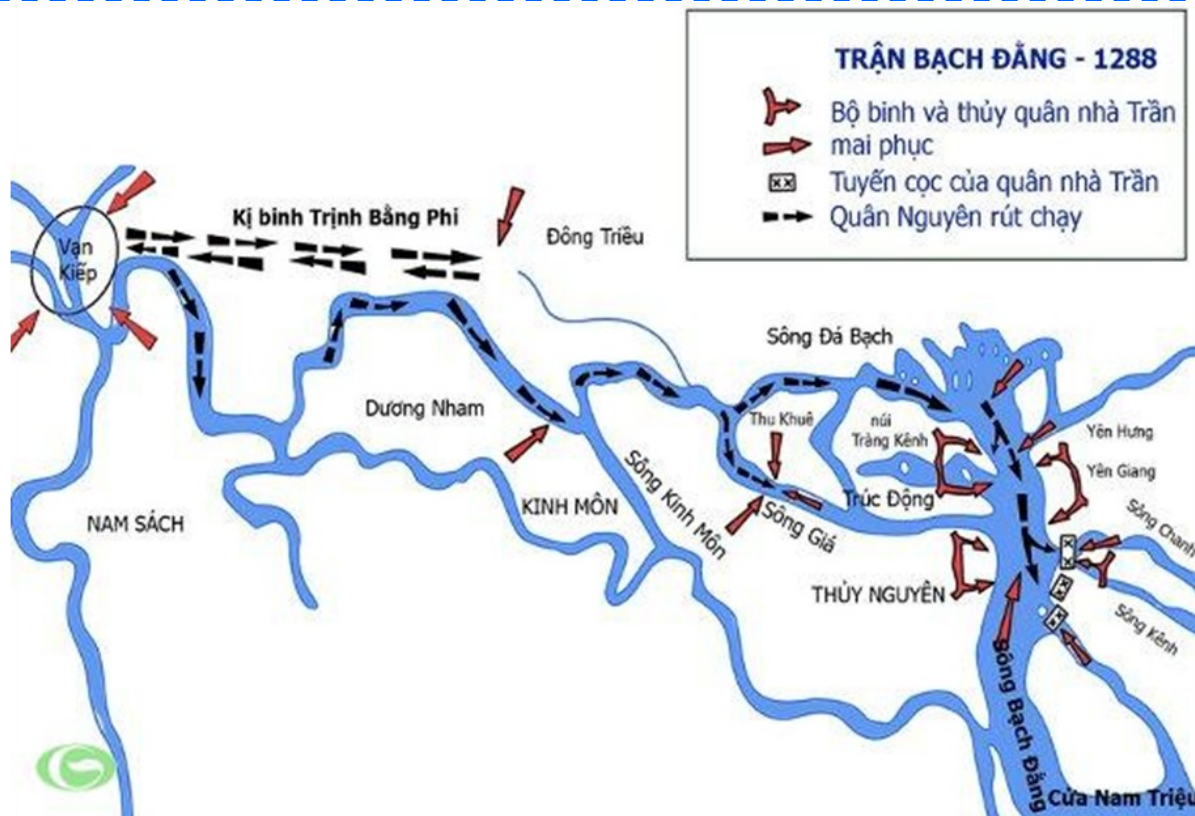 TRẬN BẠCH ĐẰNG - 1288
Bộ binh và thủy quân nhà Trần
mai phục
Tuyến cọc của quân nhà Trần
Quân Nguyên rút chạy
Kị binh Trịnh Bằng Phi
Đông Triều
Vạn
Kiếp
Sông Đá Bạch
Dương Nham
Thu Khuê
núi
Tràng Kênh
Yên Hưng
Yên Giang
NAM SÁCH
KINH MÔN
Sông Kinh Môn
Sông Giá
Trúc Động
Sông Chanh
THỦY NGUYÊN
Sông Kênh
Sông Bạch Đằng
Cửa Nam Triệu